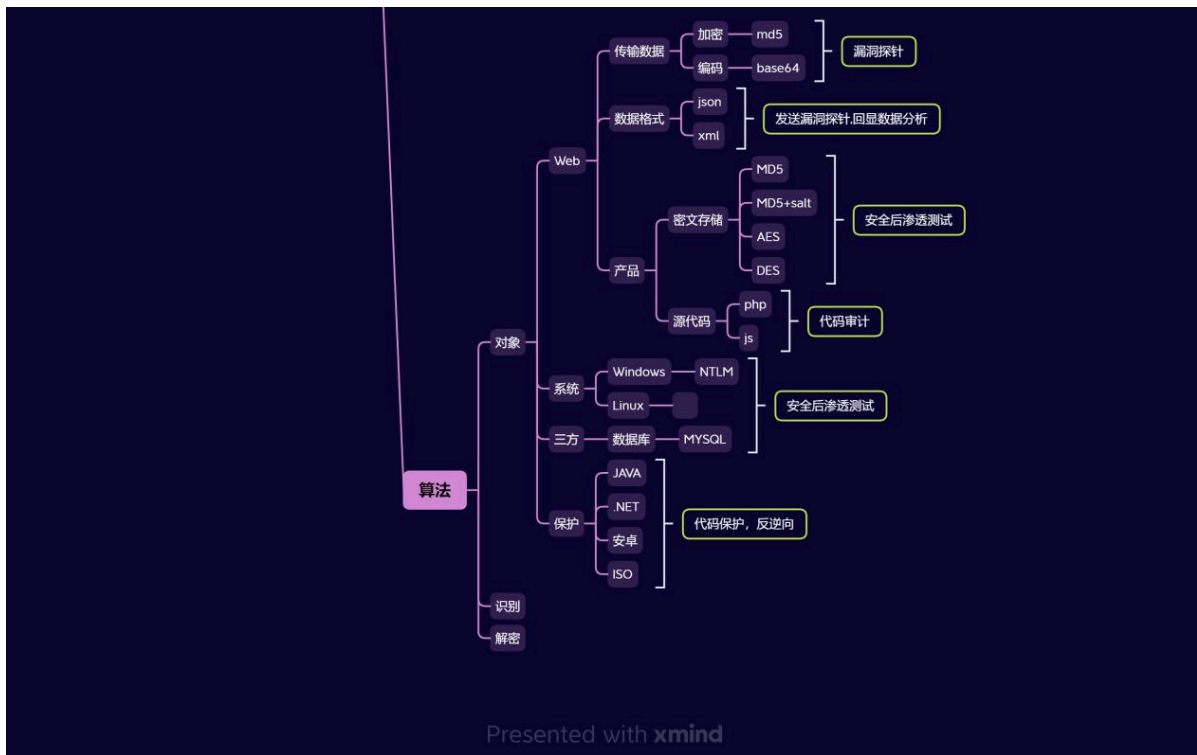 传输数据
加密
md5
编码
base64
漏洞探针
数据格式
json
xml
发送漏洞探针,回显数据分析
Web
产品
密文存储
MD5
MD5+salt
AES
DES
安全后渗透测试
源代码
php
js
代码审计
对象
系统
Windows
NTLM
Linux
安全后渗透测试
三方
数据库
MYSQL
算法
保护
JAVA
.NET
安卓
ISO
代码保护，反逆向
识别
解密
Presented with xmind